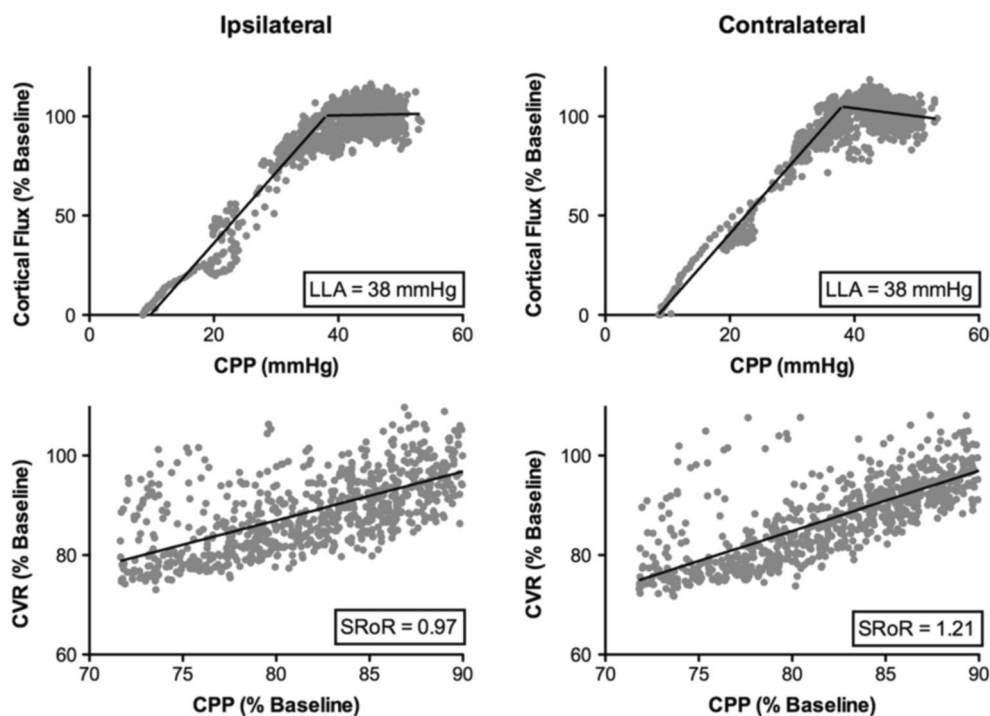 Ipsilateral
Contralateral
Cortical Flux (% Baseline)
100
50
0
LLA = 38 mmHg
0
20
40
60
CPP (mmHg)
Cortical Flux (% Baseline)
100
50
0
LLA = 38 mmHg
0
20
40
60
CPP (mmHg)
CVR (% Baseline)
100
80
60
SRoR = 0.97
70
75
80
85
90
CPP (% Baseline)
CVR (% Baseline)
100
80
60
SRoR = 1.21
70
75
80
85
90
CPP (% Baseline)